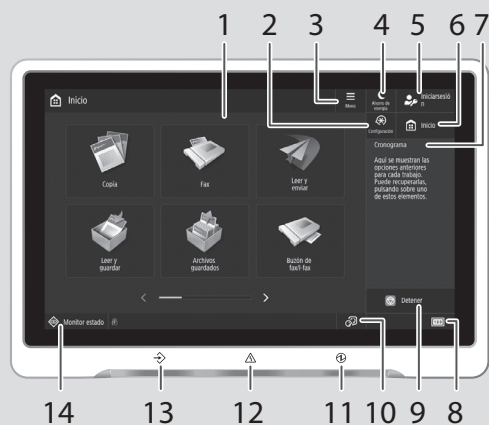 1
2
3
4
5
6
7
Inicio
Menú
Ahorro de
energía
Iniciarsesió
n
Configuración
Inicio
Cronograma
Aquí se muestran las
opciones anteriores
para cada trabajo.
Puede recuperarlas,
pulsando sobre uno
de estos elementos.
Copia
Fax
Leer y
enviar
Leer y
guardar
Archivos
guardados
Buzón de
fax/I-fax
Detener
Monitor estado
14
13
12
11
10
9
8